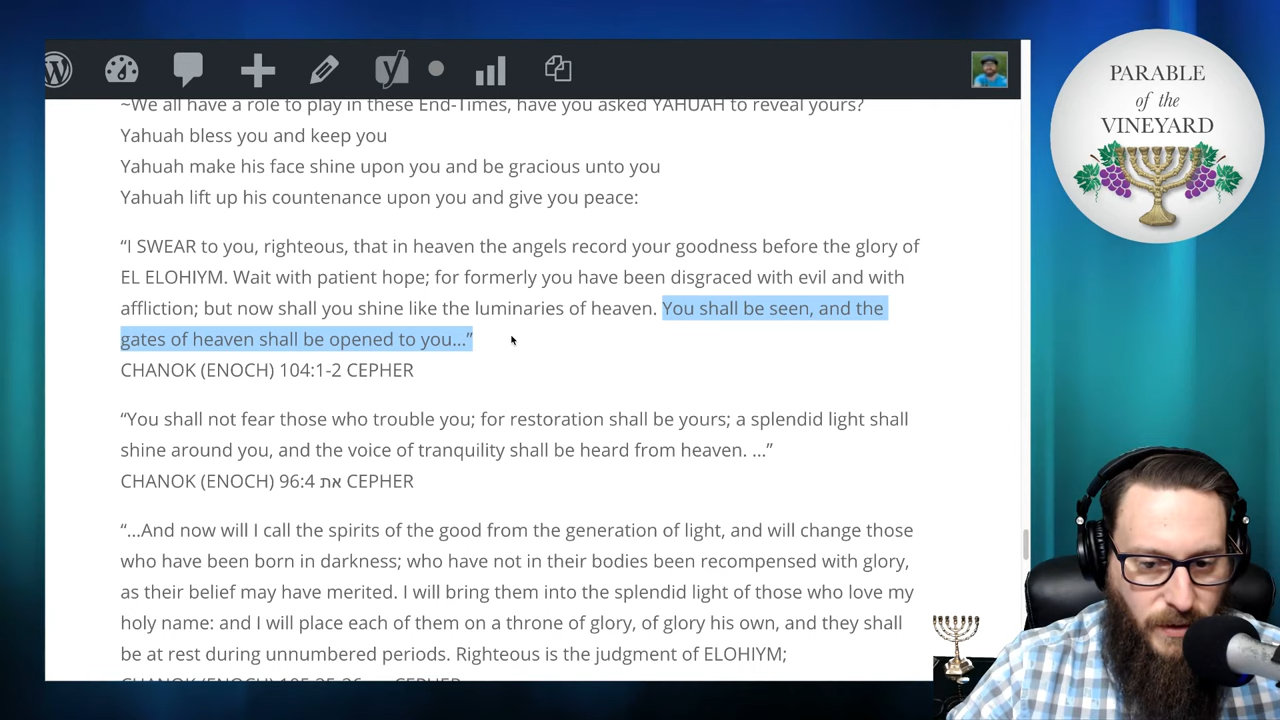 PARABLE
of the
VINEYARD
~We all have a role to play in these End-Times, have you asked YAHUAH to reveal yours?
Yahuah bless you and keep you
Yahuah make his face shine upon you and be gracious unto you
Yahuah lift up his countenance upon you and give you peace:
“I SWEAR to you, righteous, that in heaven the angels record your goodness before the glory of
EL ELOHIYM. Wait with patient hope; for formerly you have been disgraced with evil and with
affliction; but now shall you shine like the luminaries of heaven. You shall be seen, and the
gates of heaven shall be opened to you…”
CHANOK (ENOCH) 104:1-2 CEPHER
“You shall not fear those who trouble you; for restoration shall be yours; a splendid light shall
shine around you, and the voice of tranquility shall be heard from heaven. …”
CHANOK (ENOCH) 96:4 את CEPHER
“…And now will I call the spirits of the good from the generation of light, and will change those
who have been born in darkness; who have not in their bodies been recompensed with glory,
as their belief may have merited. I will bring them into the splendid light of those who love my
holy name: and I will place each of them on a throne of glory, of glory his own, and they shall
be at rest during unnumbered periods. Righteous is the judgment of ELOHIYM;